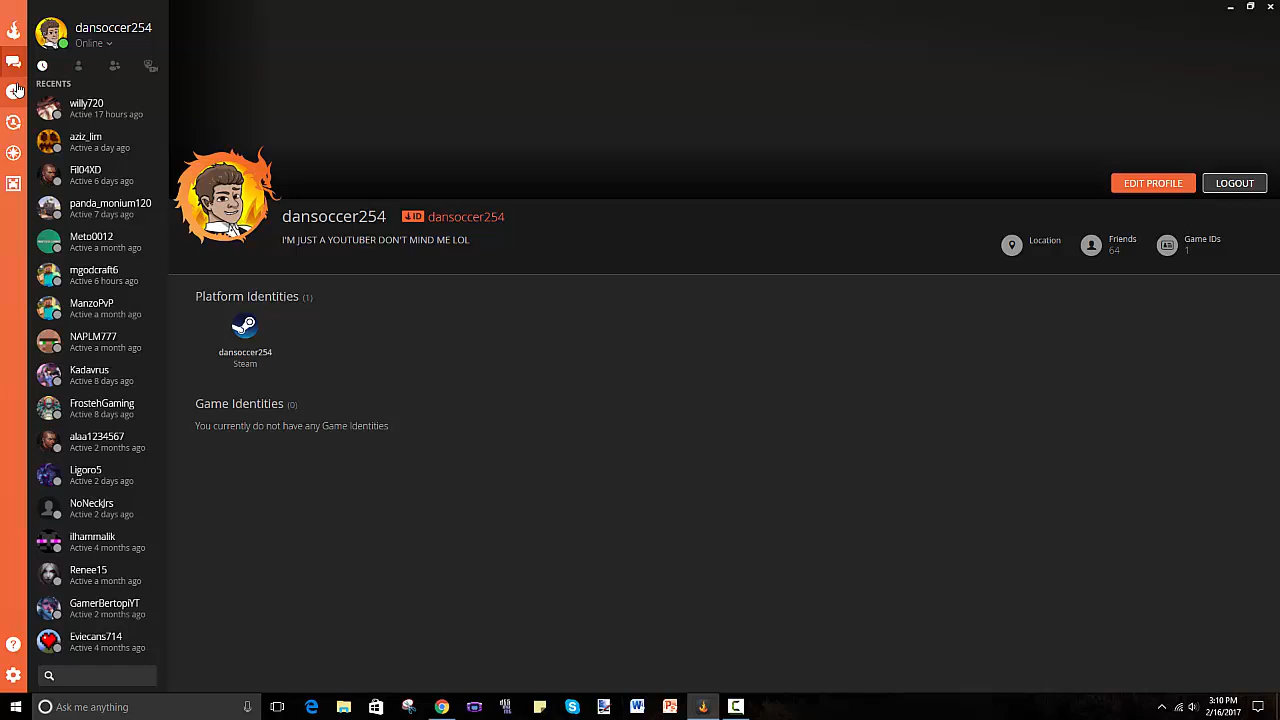 dansoccer254
Online
RECENTS
willy720
Active 17 hours ago
aziz_lim
Active a day ago
Fil04XD
Active 6 days ago
panda_monium120
Active 7 days ago
Meto0012
Active a month ago
mgodcraft6
Active 6 hours ago
ManzoPvP
Active a month ago
NAPLM777
Active a month ago
Kadavrus
Active 8 days ago
FrostehGaming
Active 8 days ago
alaa1234567
Active 2 months ago
Ligoro5
Active 2 days ago
NoNeckJrs
Active 2 days ago
ilhammalik
Active 4 months ago
Renee15
Active a month ago
GamerBertopiYT
Active 2 months ago
Eviecans714
Active 4 months ago
EDIT PROFILE
LOGOUT
dansoccer254 ID dansoccer254
I'M JUST A YOUTUBER DON'T MIND ME LOL
Location
Friends
64
Game IDs
1
Platform Identities (1)
dansoccer254
Steam
Game Identities (0)
You currently do not have any Game Identities
Ask me anything
3:10 PM
2/16/2017